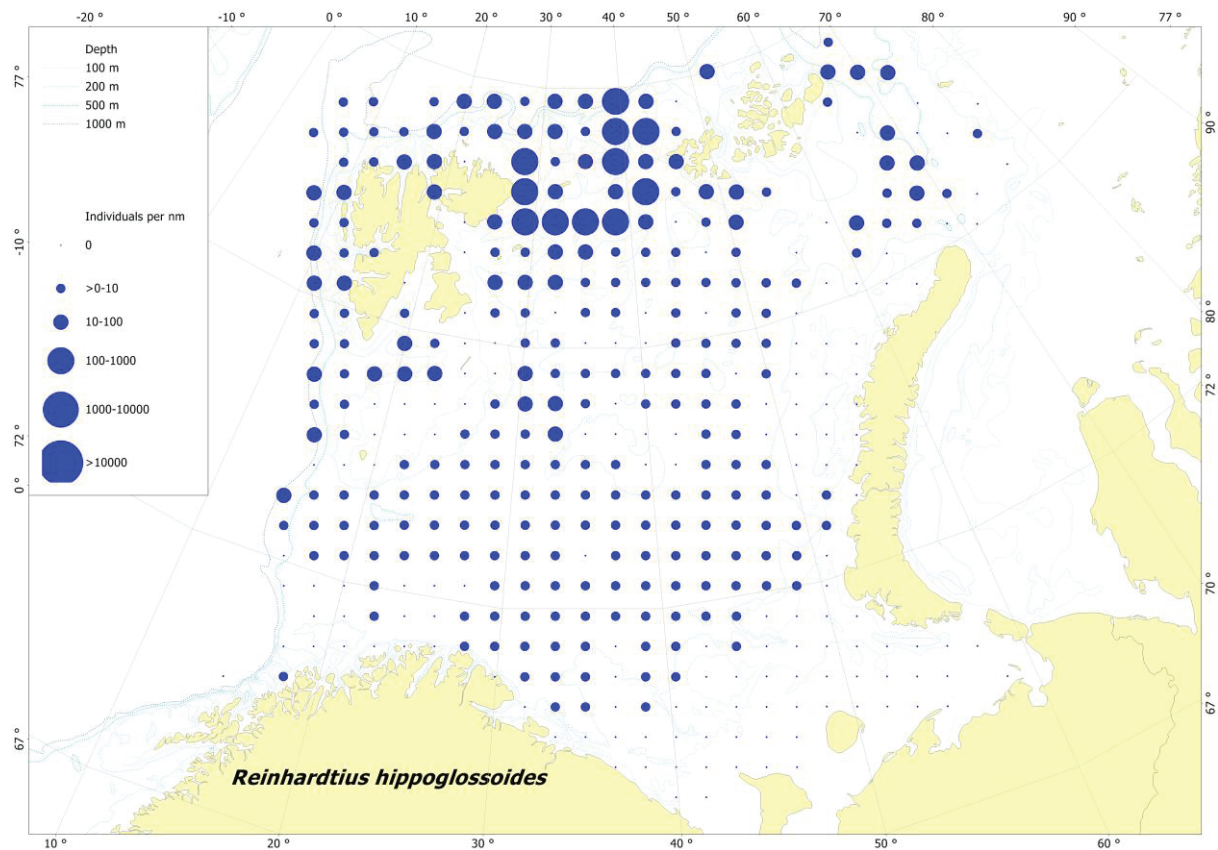 -20 ° -10 ° 0 ° 10 ° 20 ° 30 ° 40 ° 50 ° 60 ° 70 ° 80 ° 90 ° 77 °
Depth
100 m
200 m
500 m
1000 m
Individuals per nm
0
>0-10
10-100
100-1000
1000-10000
>10000
77 °
-10 °
72 °
0 °
67 °
90 °
80 °
72 °
70 °
67 °
Reinhardtius hippoglossoides
10 ° 20 ° 30 ° 40 ° 50 ° 60 °